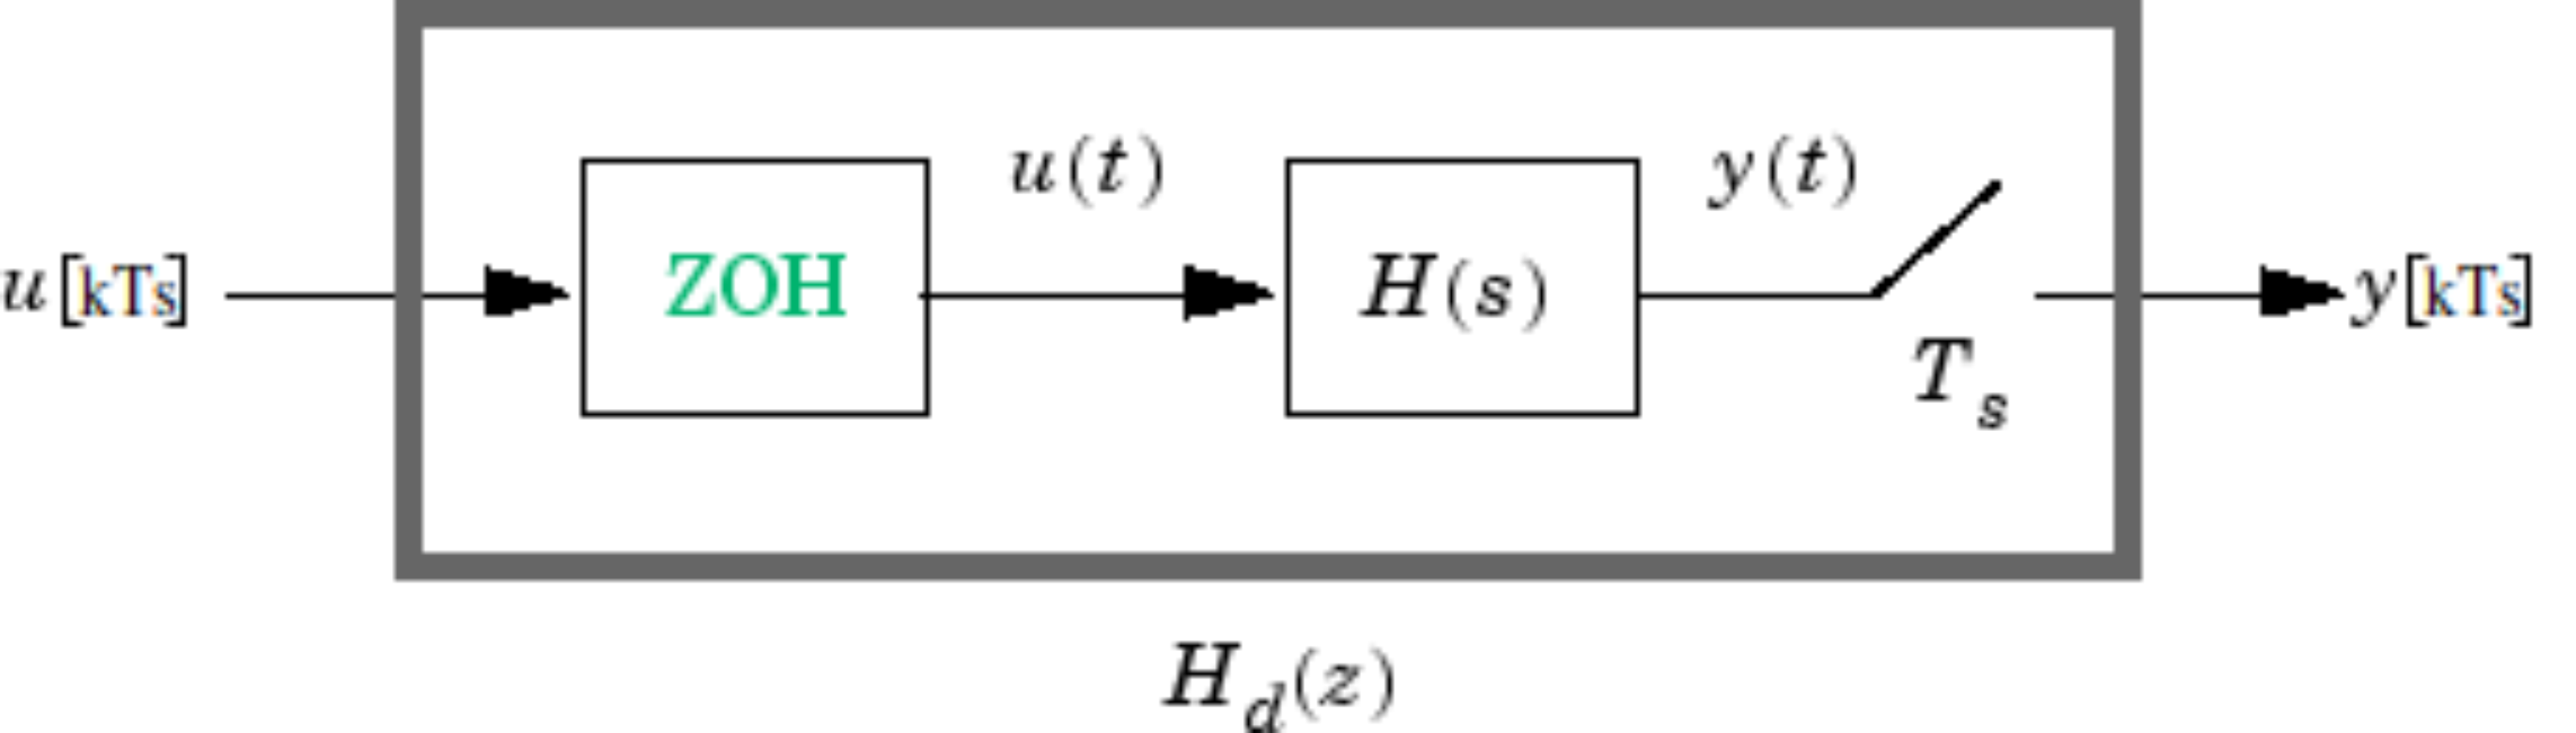 u(t) y(t)
u[kTs] ZOH H(s) y[kTs]
T_s
H_d(z)